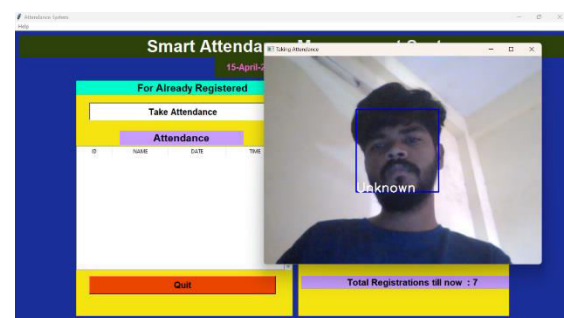 Attendance System
Help
Smart Attenda
Taking Attendance
15-April-2
For Already Registered
Take Attendance
Attendance
ID NAME DATE TIME
Unknown
Quit
Total Registrations till now : 7